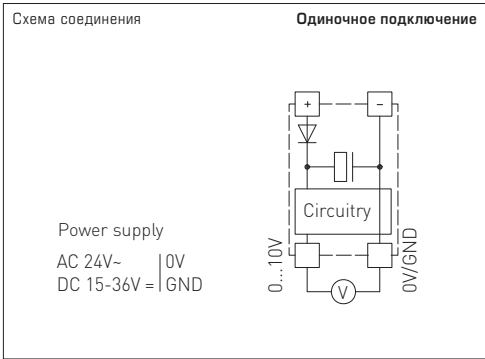 Схема соединения
Одиночное подключение
+ −
Circuitry
Power supply
AC 24V~ | 0V
DC 15-36V = | GND
0...10V
0V/GND
V